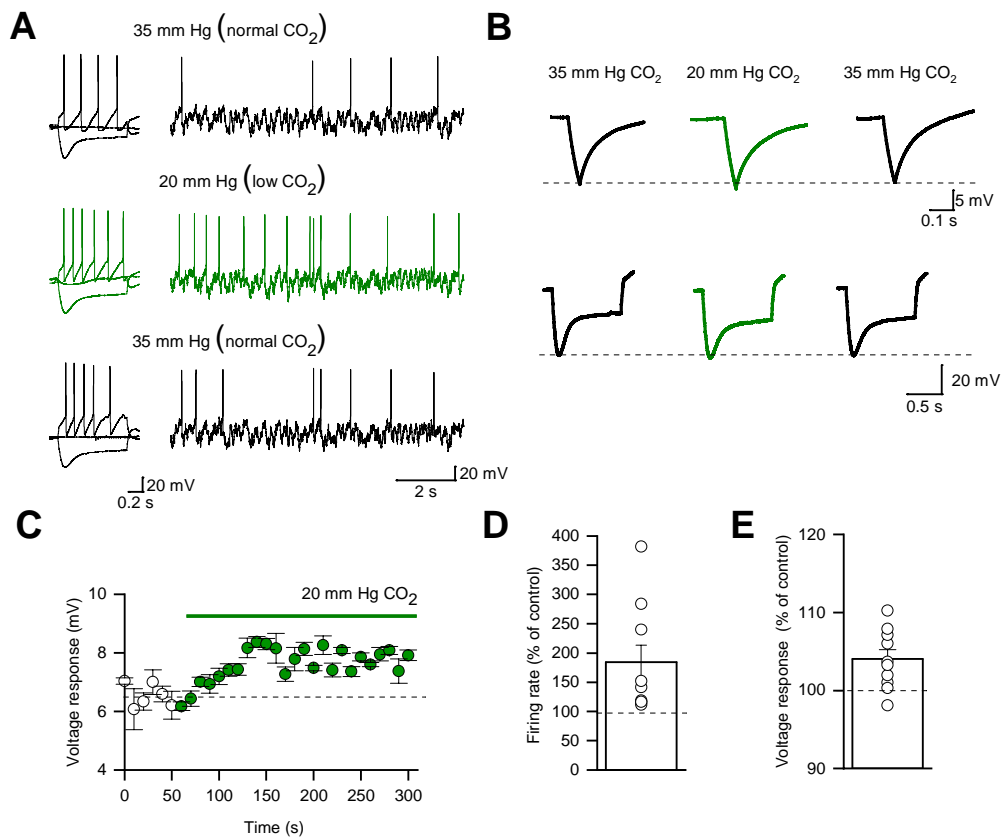 A
35 mm Hg (normal CO2)
20 mm Hg (low CO2)
35 mm Hg (normal CO2)
20 mV
0.2 s
20 mV
2 s
B
35 mm Hg CO2
20 mm Hg CO2
35 mm Hg CO2
5 mV
0.1 s
20 mV
0.5 s
C
20 mm Hg CO2
Voltage response (mV)
10
8
6
4
0
50
100
150
200
250
300
Time (s)
D
Firing rate (% of control)
400
350
300
250
200
150
100
50
0
E
Voltage response (% of control)
120
110
100
90